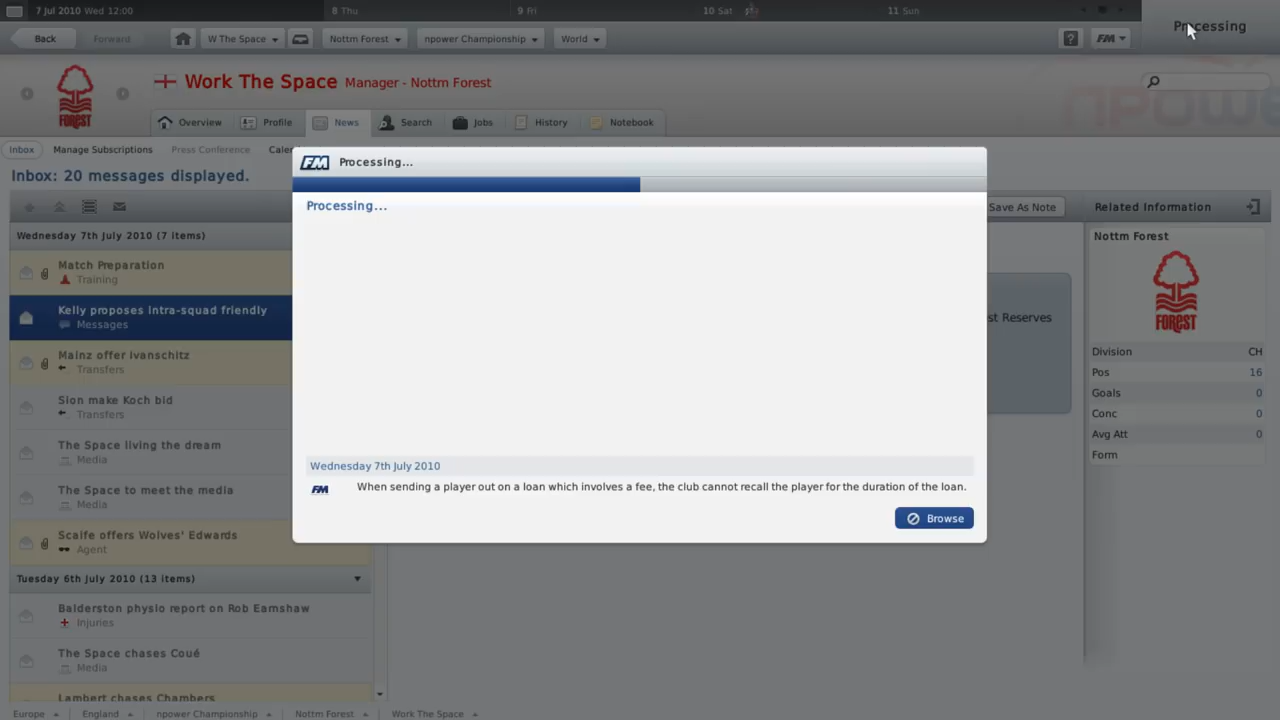 7 Jul 2010 Wed 12:00
8 Thu
9 Fri
10 Sat
11 Sun
Processing
Back
Forward
W The Space
Nottm Forest
npower Championship
World
?
FM
FOREST
Work The Space Manager - Nottm Forest
Overview
Profile
News
Search
Jobs
History
Notebook
Inbox
Manage Subscriptions
Press Conference
Inbox: 20 messages displayed.
FM Processing...
Processing...
Save As Note
Related Information
Wednesday 7th July 2010 (7 items)
Nottm Forest
Match Preparation
Training
Kelly proposes intra-squad friendly
Messages
st Reserves
FOREST
Mainz offer Ivanschitz
Transfers
Division CH
Pos 16
Goals 0
Conc 0
Avg Att 0
Form
Sion make Koch bid
Transfers
The Space living the dream
Media
Wednesday 7th July 2010
FM When sending a player out on a loan which involves a fee, the club cannot recall the player for the duration of the loan.
The Space to meet the media
Media
Browse
Scalfe offers Wolves' Edwards
Agent
Tuesday 6th July 2010 (13 items)
Balderston physio report on Rob Earnshaw
Injuries
The Space chases Coué
Media
Lambert chases Chambers
Europe
England
npower Championship
Nottm Forest
Work The Space